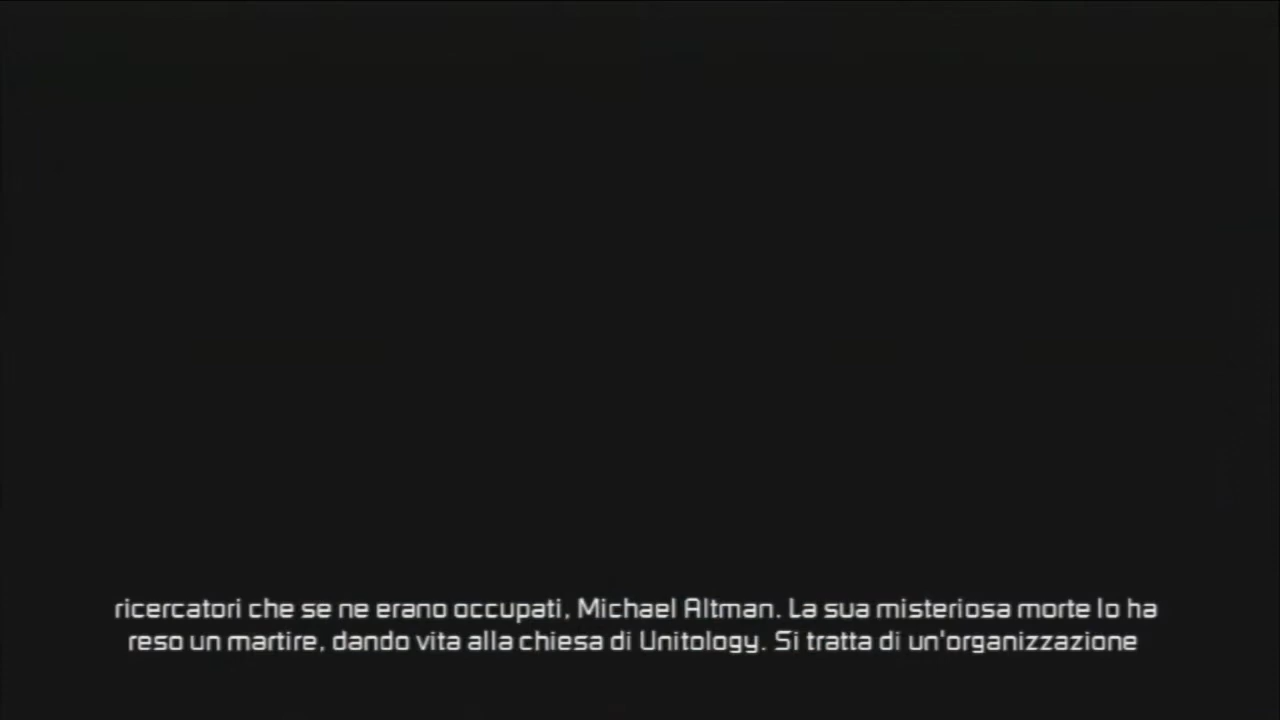 ricercatori che se ne erano occupati, Michael Altman. La sua misteriosa morte lo ha
reso un martire, dando vita alla chiesa di Unitology. Si tratta di un'organizzazione